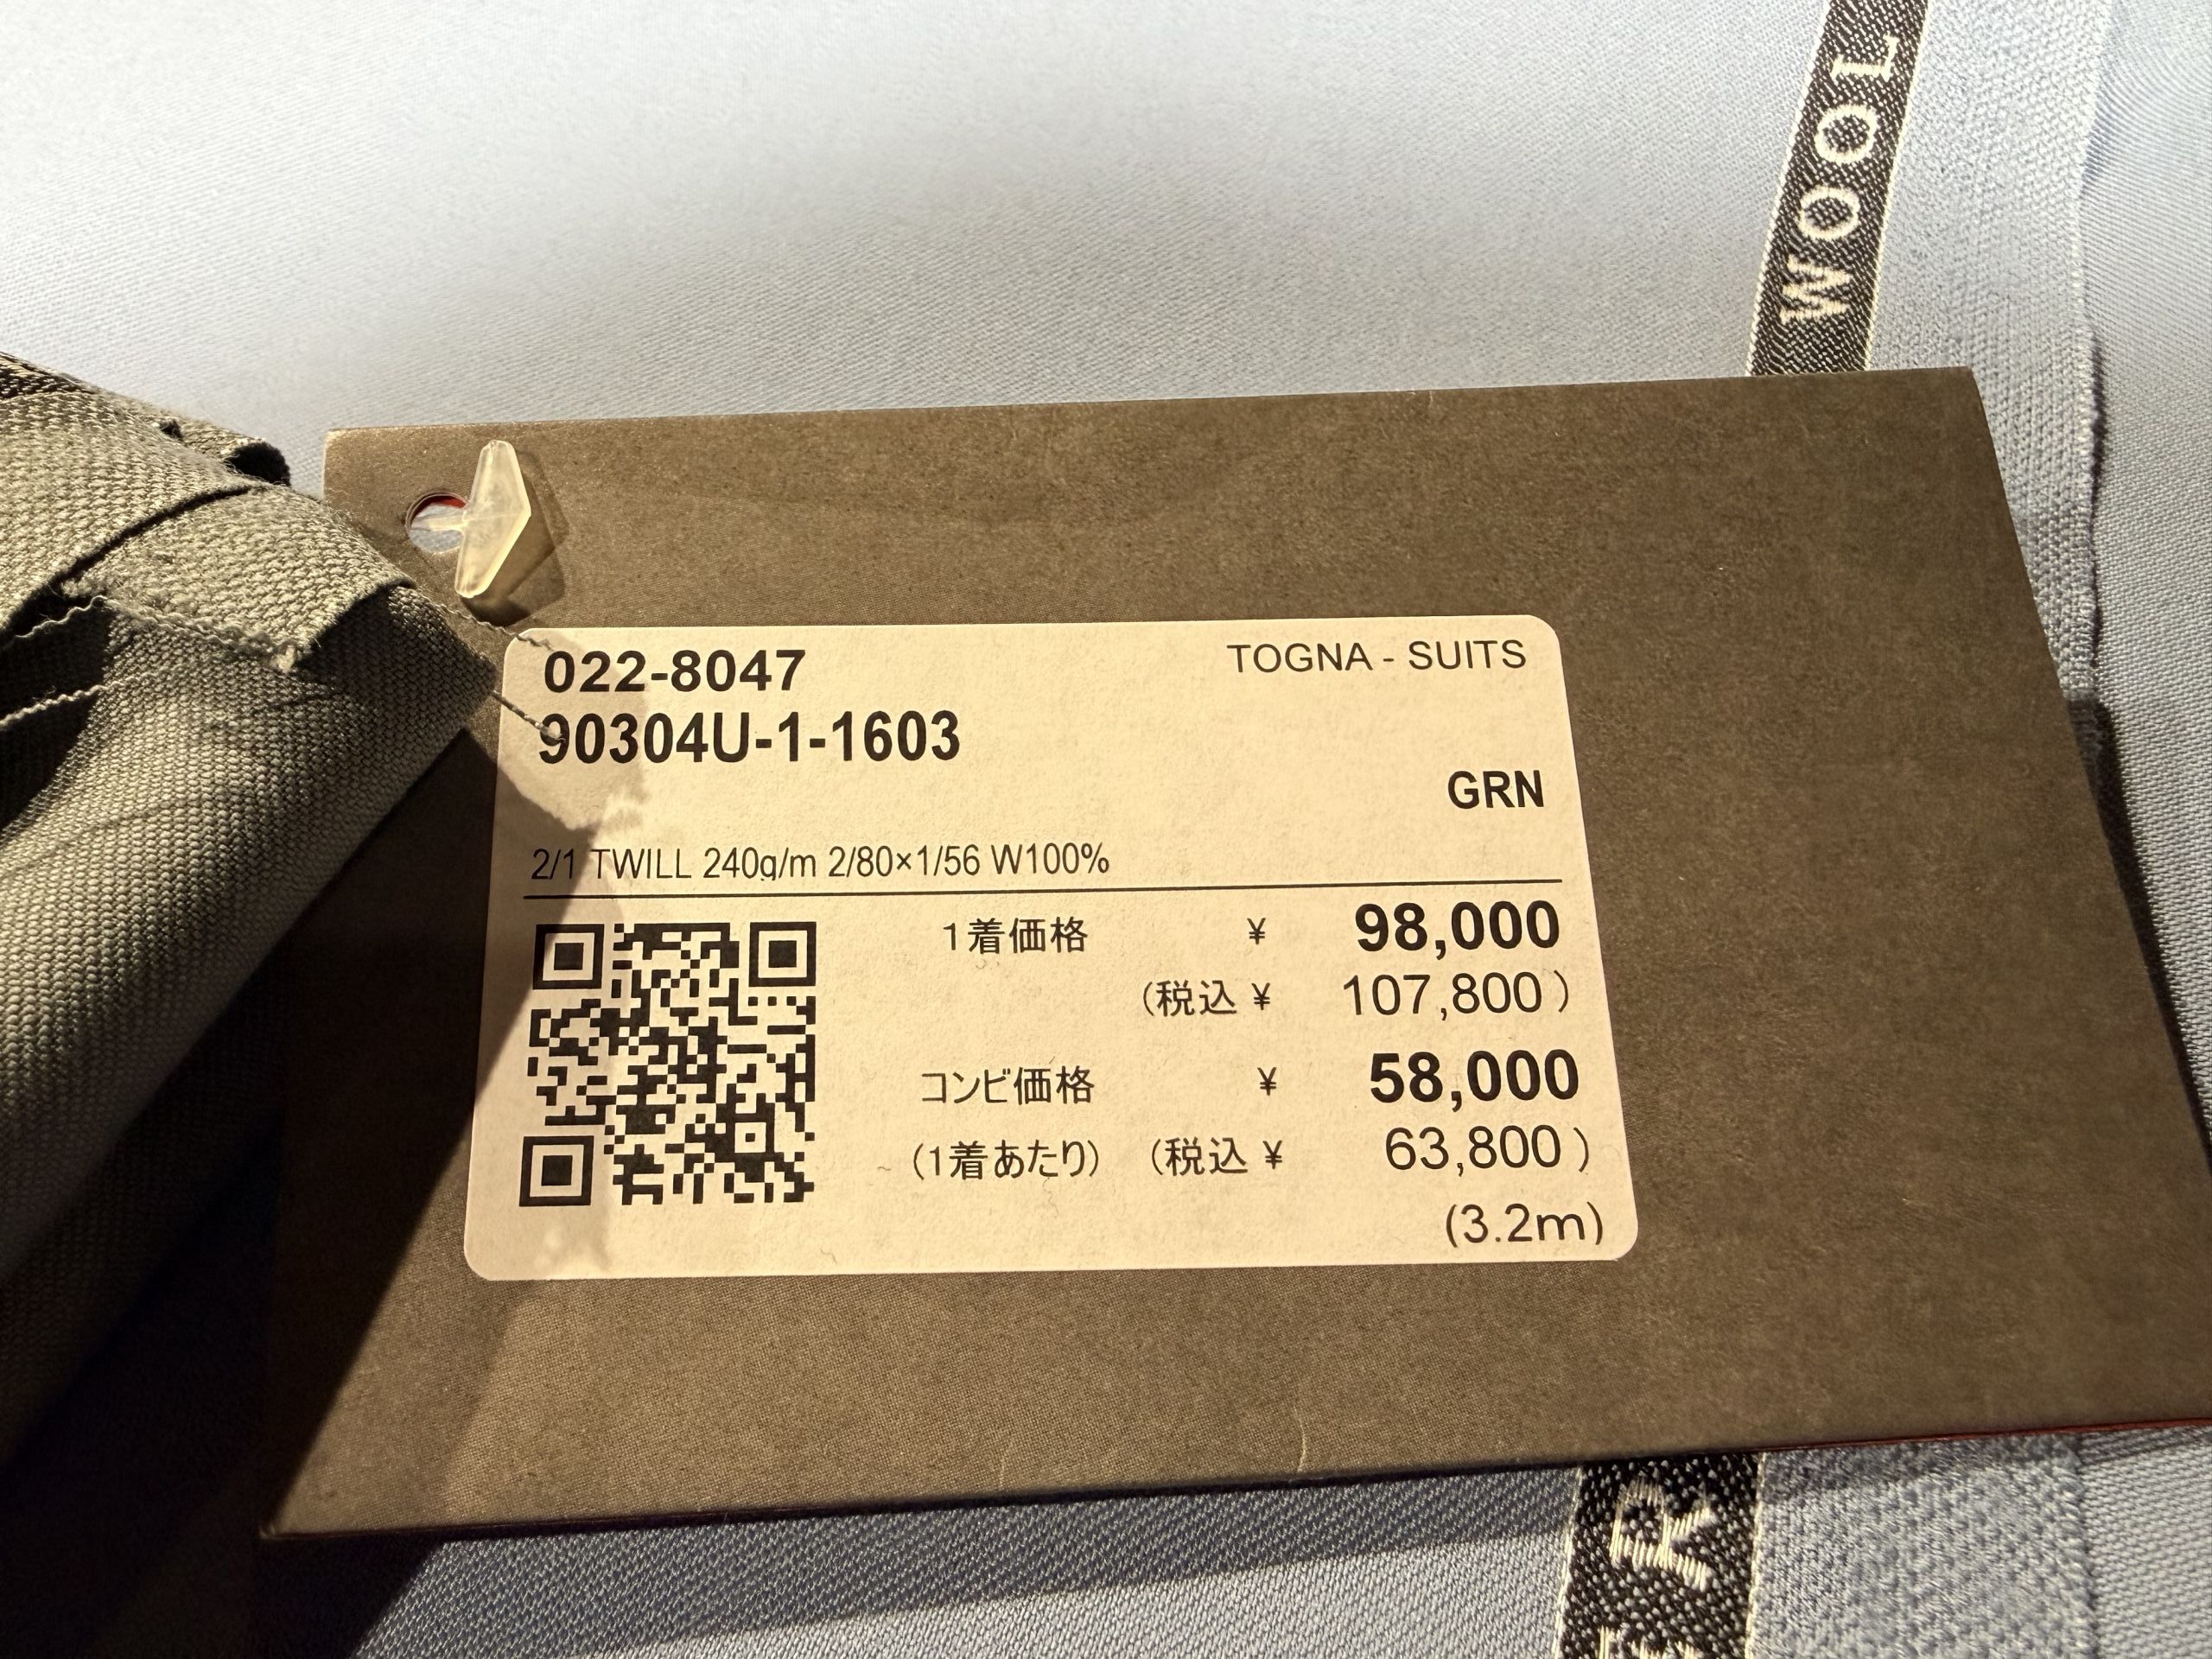 WOOL
022-8047
TOGNA - SUITS
90304U-1-1603
GRN
2/1 TWILL 240g/m 2/80×1/56 W100%
1着価格 ¥ 98,000
(税込 ¥ 107,800)
コンビ価格 ¥ 58,000
(1着あたり) (税込 ¥ 63,800)
(3.2m)